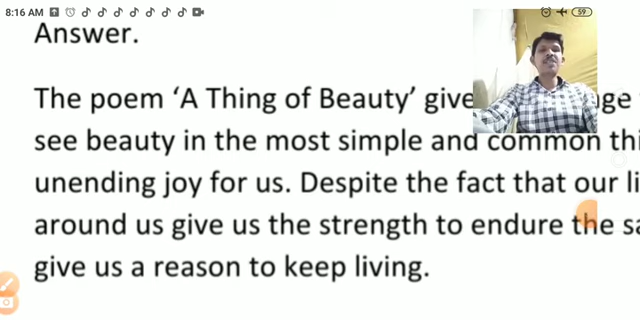 8:16 AM
59
Answer.
The poem ‘A Thing of Beauty’ give
see beauty in the most simple and common thi
unending joy for us. Despite the fact that our li
around us give us the strength to endure the sa
give us a reason to keep living.